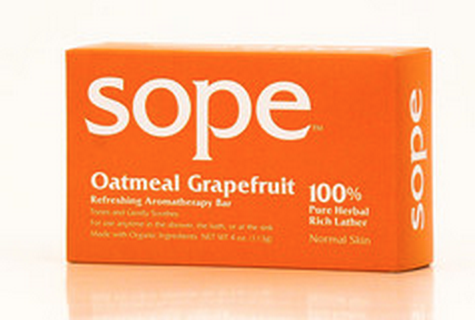 sope™
Oatmeal Grapefruit
Refreshing Aromatherapy Bar
Tones and Gently Soothes
For use anytime in the shower, the bath, or at the sink
Made with Organic Ingredients NET WT 4 oz. (113g)
100%
Pure Herbal
Rich Lather
Normal Skin
sope